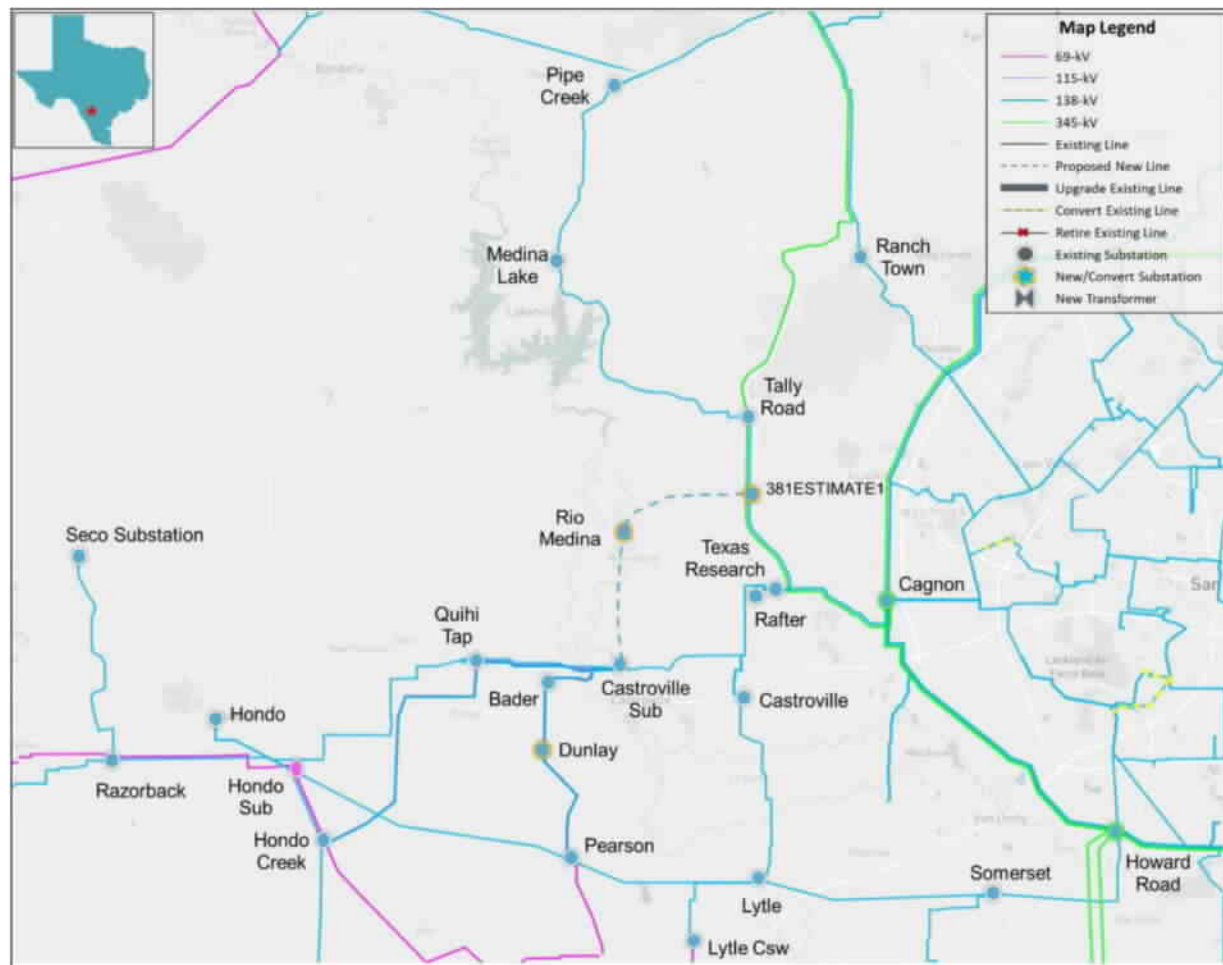 Map Legend
69-kV
115-kV
138-kV
345-kV
Existing Line
Proposed New Line
Upgrade Existing Line
Convert Existing Line
Retire Existing Line
Existing Substation
New/Convert Substation
New Transformer
Pipe
Creek
Ranch
Town
Medina
Lake
Tally
Road
381ESTIMATE1
Rio
Medina
Seco Substation
Texas
Research
Cagnon
San
Rafter
Quihi
Tap
Bader
Castroville
Sub
Castroville
Hondo
Dunlay
Razorback
Hondo
Sub
Hondo
Creek
Pearson
Somerset
Howard
Road
Lytle
Lytle Csw